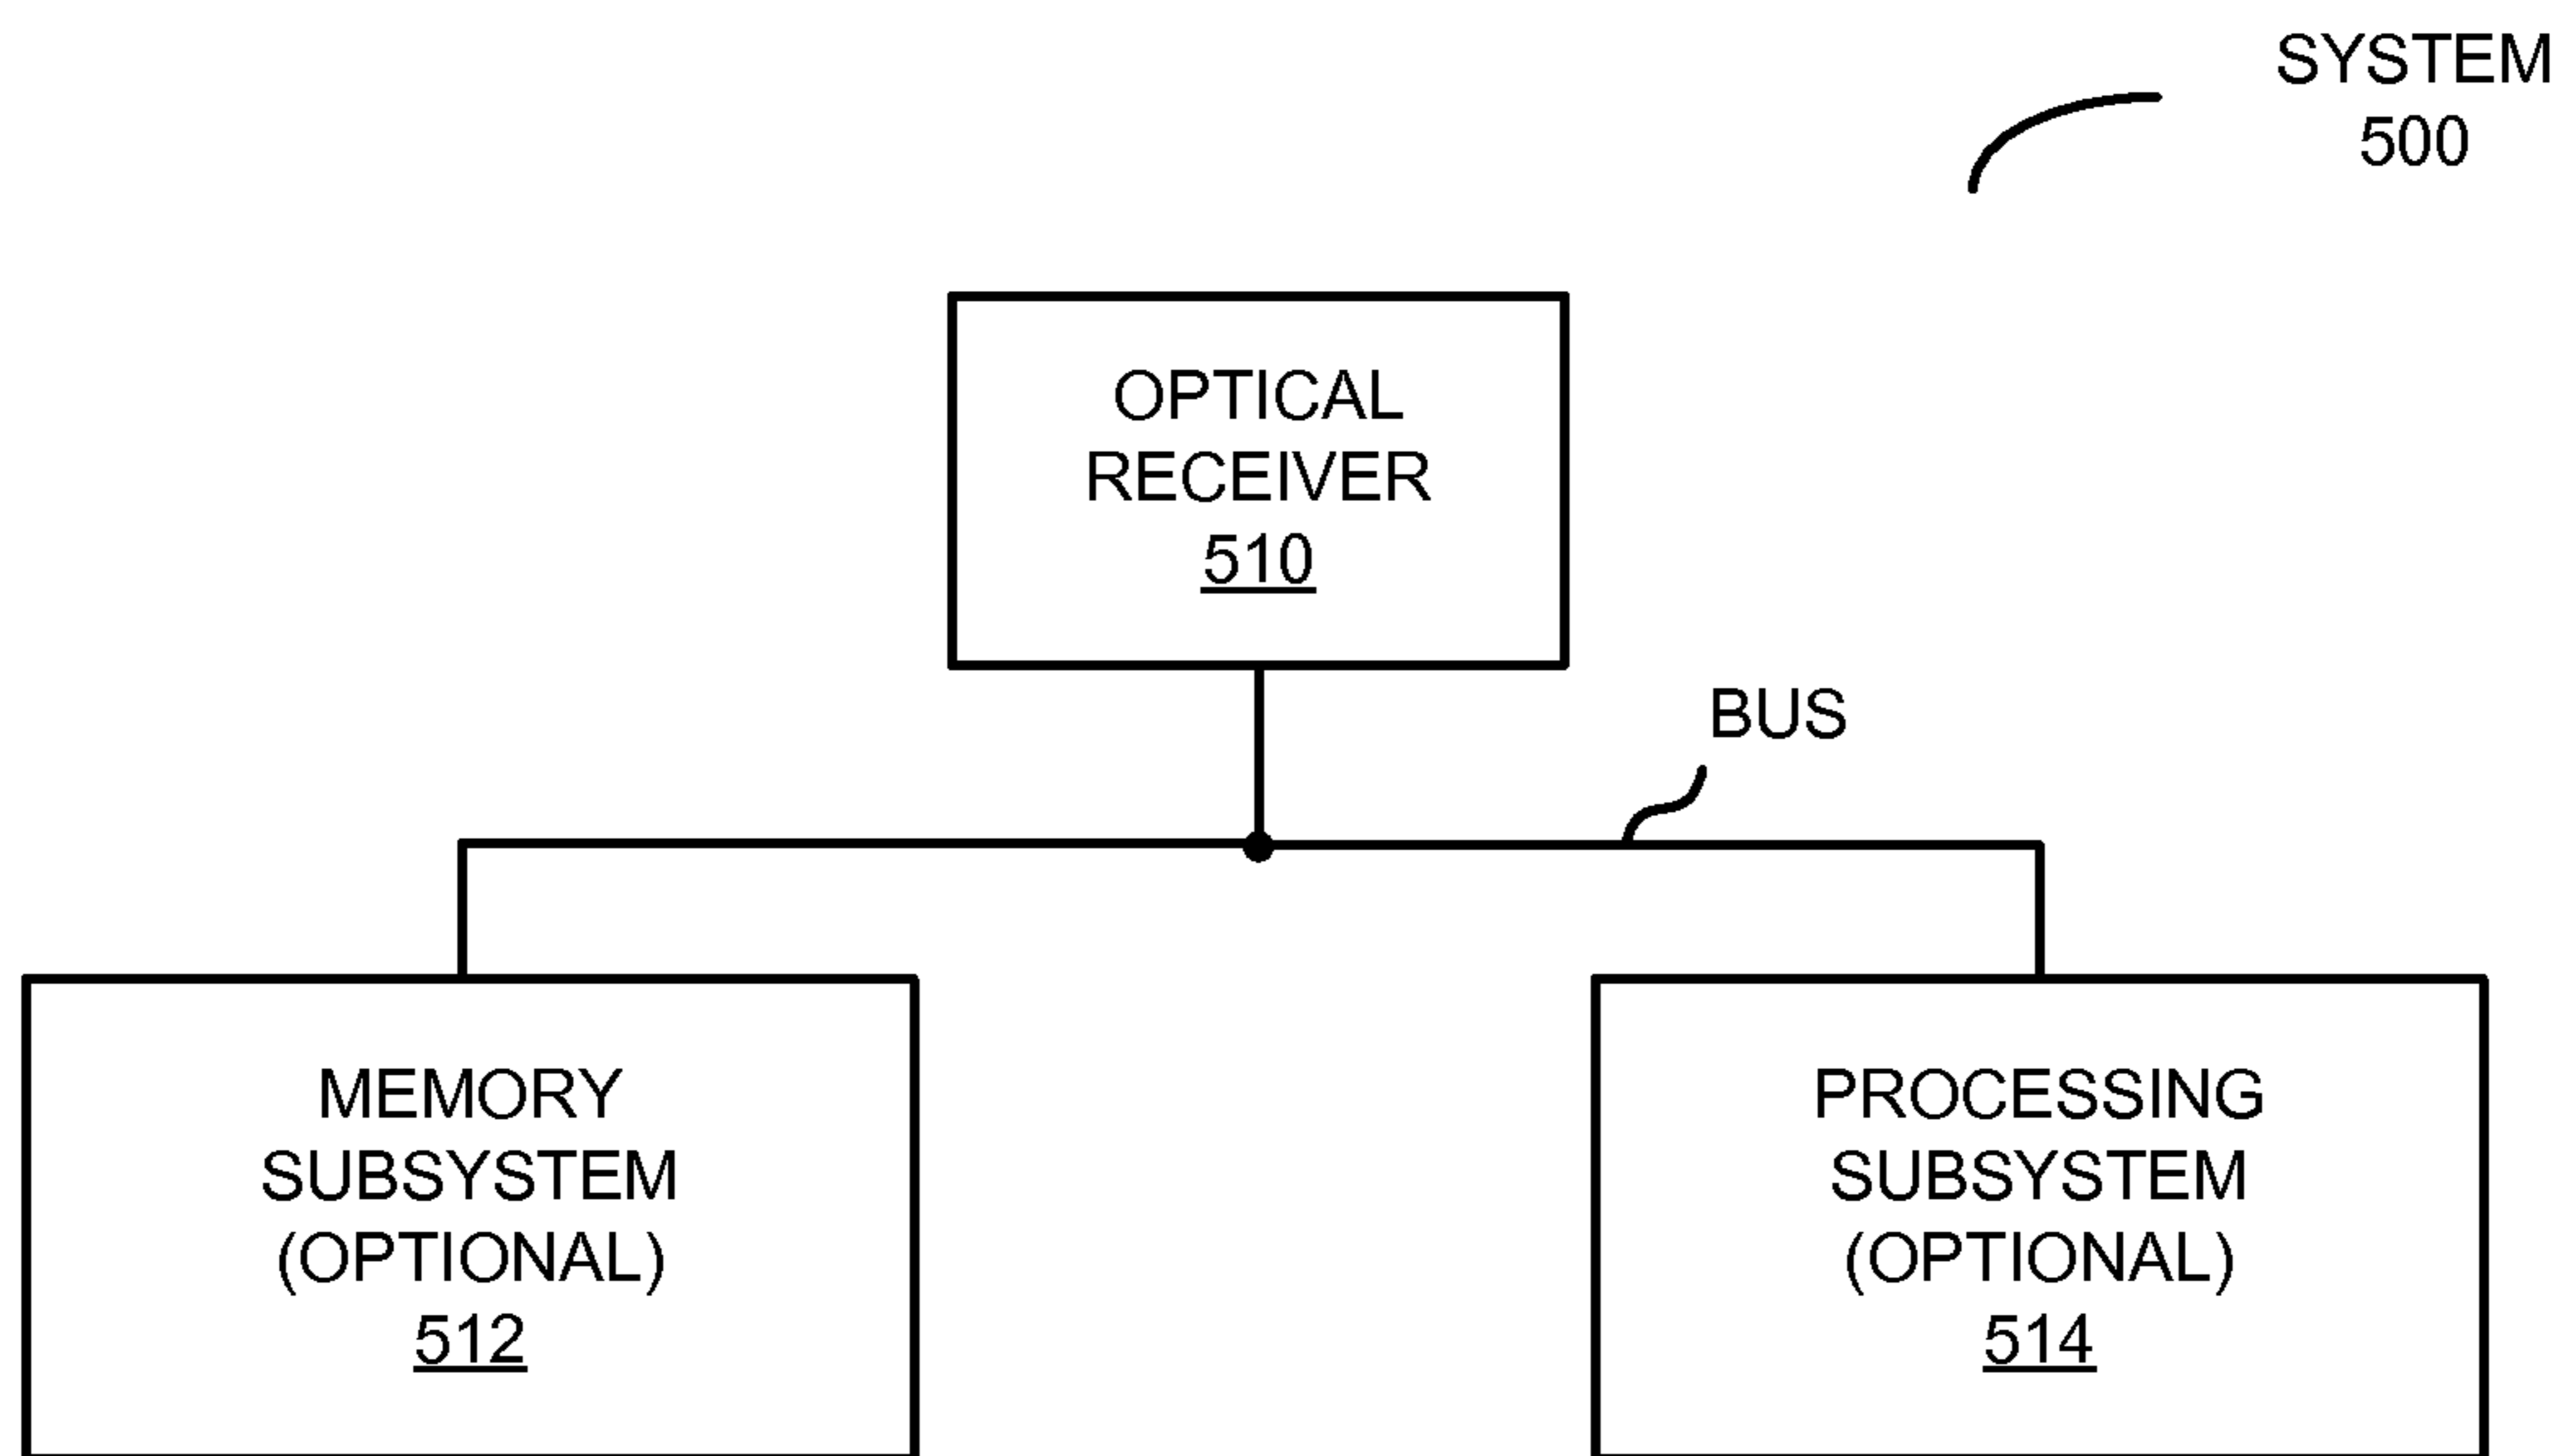 SYSTEM
500
OPTICAL
RECEIVER
510
BUS
MEMORY
SUBSYSTEM
(OPTIONAL)
512
PROCESSING
SUBSYSTEM
(OPTIONAL)
514